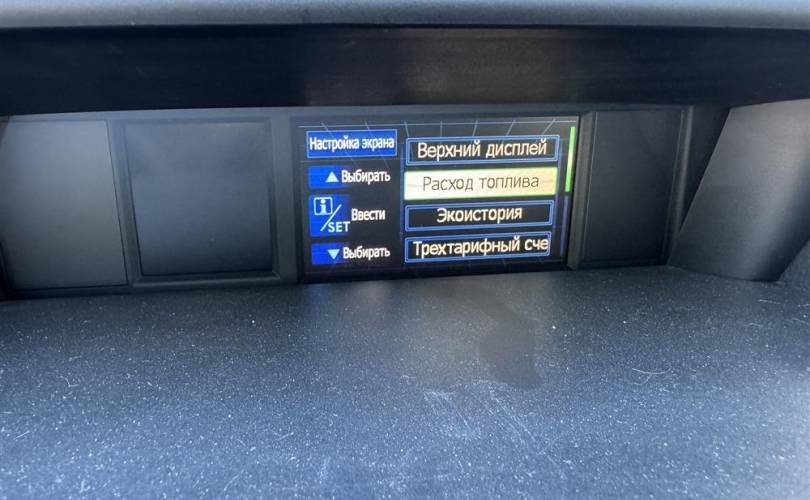 Настройка экрана
Верхний дисплей
▲ Выбирать
Расход топлива
i/SET Ввести
Экоистория
▼ Выбирать
Трехтарифный сче